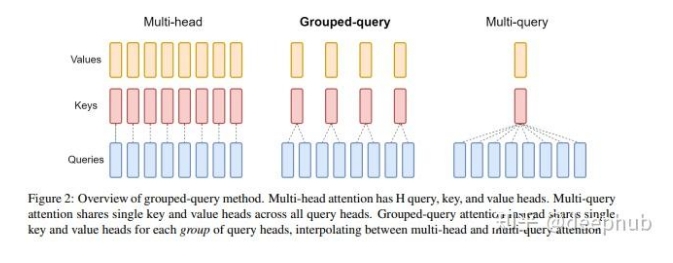 Multi-head
Grouped-query
Multi-query
Values
Keys
Queries
Figure 2: Overview of grouped-query method. Multi-head attention has H query, key, and value heads. Multi-query
attention shares single key and value heads across all query heads. Grouped-query attention instead shares single
key and value heads for each group of query heads, interpolating between multi-head and multi-query attention
@deephub